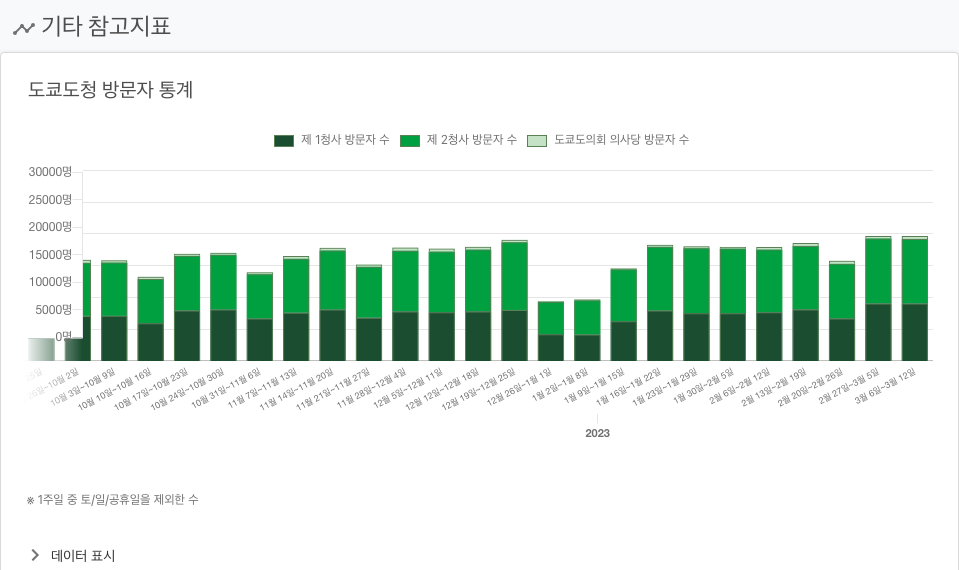 기타 참고지표
도쿄도청 방문자 통계
제 1청사 방문자 수 제 2청사 방문자 수 도쿄도의회 의사당 방문자 수
30000명
25000명
20000명
15000명
10000명
5000명
0명
26일~10월 2일
10월 3일~10월 9일
10월 10일~10월 16일
10월 17일~10월 23일
10월 24일~10월 30일
10월 31일~11월 6일
11월 7일~11월 13일
11월 14일~11월 20일
11월 21일~11월 27일
11월 28일~12월 4일
12월 5일~12월 11일
12월 12일~12월 18일
12월 19일~12월 25일
12월 26일~1월 1일
1월 2일~1월 8일
1월 9일~1월 15일
1월 16일~1월 22일
1월 23일~1월 29일
1월 30일~2월 5일
2월 6일~2월 12일
2월 13일~2월 19일
2월 20일~2월 26일
2월 27일~3월 5일
3월 6일~3월 12일
2023
※ 1주일 중 토/일/공휴일을 제외한 수
데이터 표시